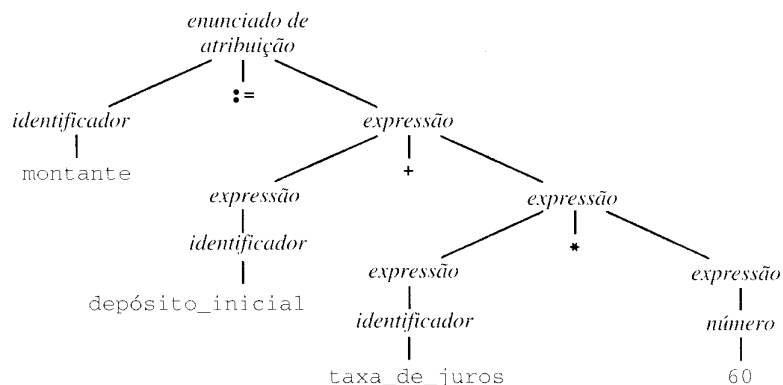 enunciado de
atribuição
:=
identificador
expressão
montante
+
expressão
expressão
identificador
*
expressão
expressão
depósito_inicial
identificador
número
taxa_de_juros
60